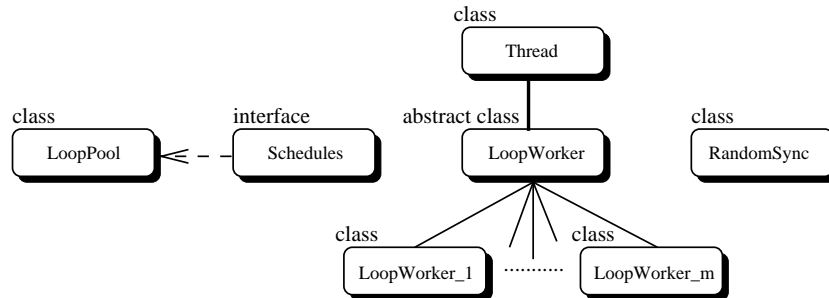 class
Thread
class
interface
abstract class
class
LoopPool
Schedules
LoopWorker
RandomSync
class
class
LoopWorker_1
...........
LoopWorker_m